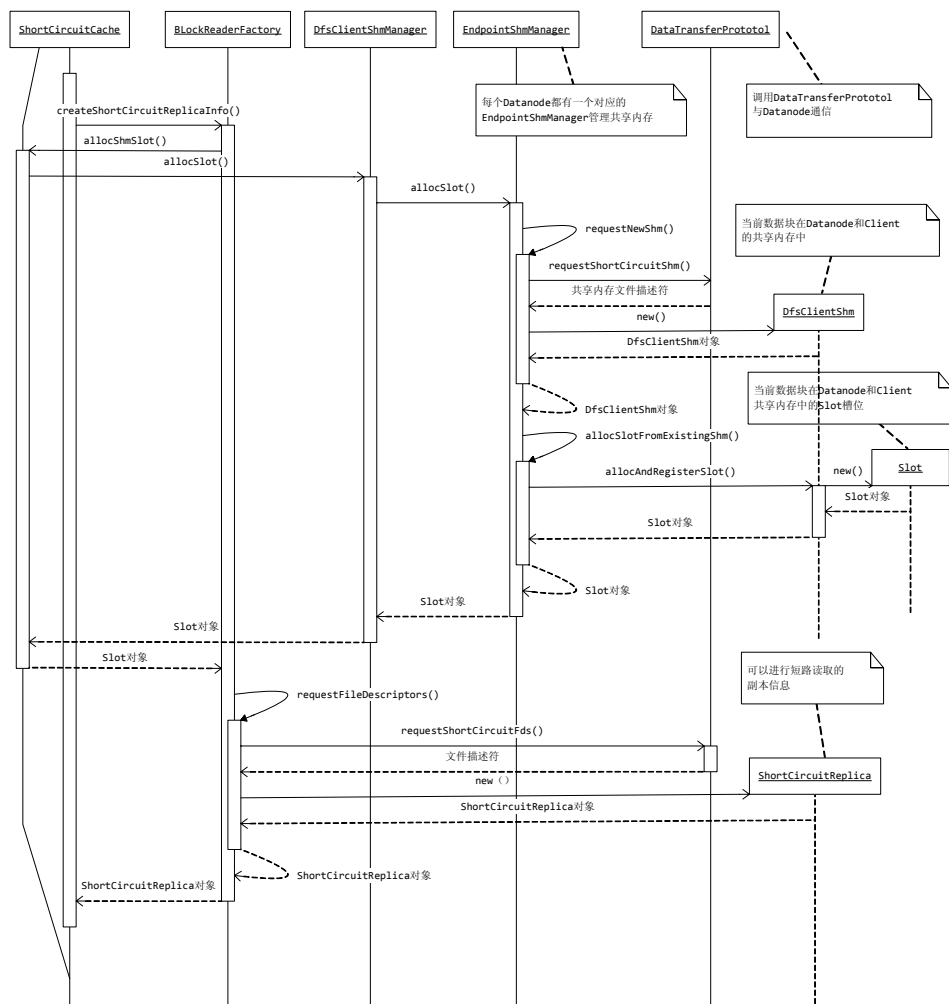 ShortCircuitCache
BLockReaderFactory
DfsClientShmManager
EndpointShmManager
DataTransferPrototol
每个Datanode都有一个对应的
EndpointShmManager管理共享内存
调用DataTransferPrototol
与Datanode通信
createShortCircuitReplicaInfo()
allocShmSlot()
allocSlot()
allocSlot()
当前数据块在Datanode和Client
的共享内存中
requestNewShm()
requestShortCircuitShm()
共享内存文件描述符
new()
DfsClientShm
DfsClientShm对象
当前数据块在Datanode和Client
共享内存中的Slot槽位
DfsClientShm对象
allocSlotFromExistingShm()
allocAndRegisterSlot()
new()
Slot
Slot对象
Slot对象
Slot对象
Slot对象
Slot对象
Slot对象
可以进行短路读取的
副本信息
requestFileDescriptors()
requestShortCircuitFds()
文件描述符
new（）
ShortCircuitReplica
ShortCircuitReplica对象
ShortCircuitReplica对象
ShortCircuitReplica对象